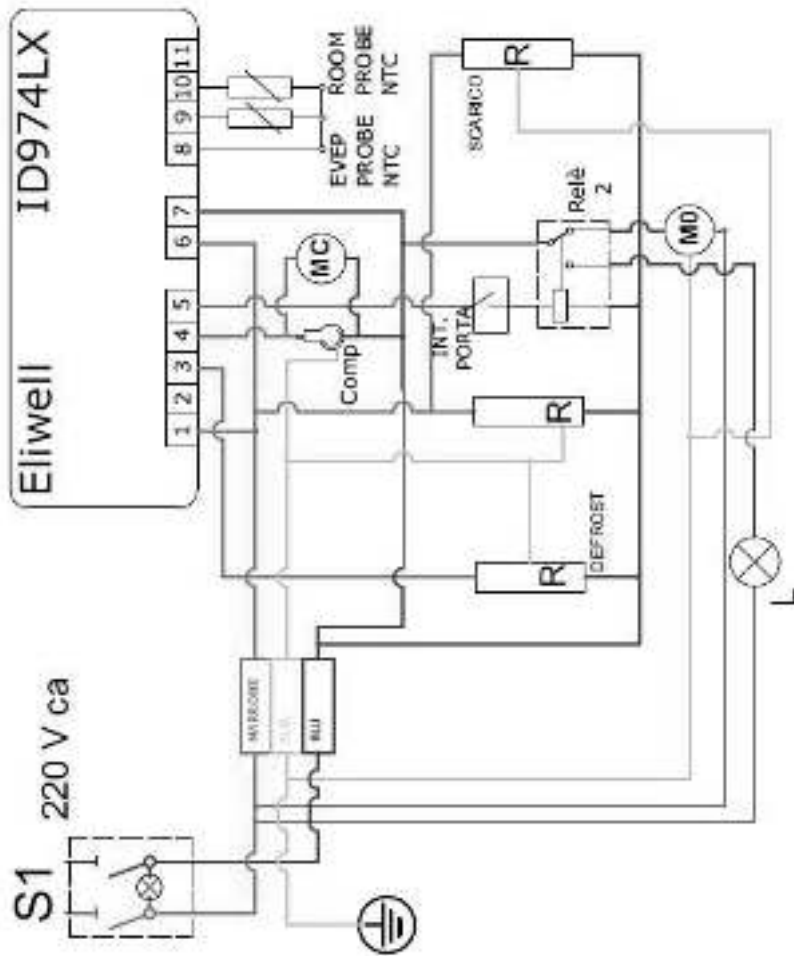 Eliwell ID974LX
1 2 3 4 5 6 7 8 9 10 11
EVEP
PROBE
NTC
ROOM
PROBE
NTC
MC
Comp
INT.
PORTA
SCARICO
R
Relè
2
MD
R
DEFROST
R
L
MARRONE
BLU
220 V ca
S1